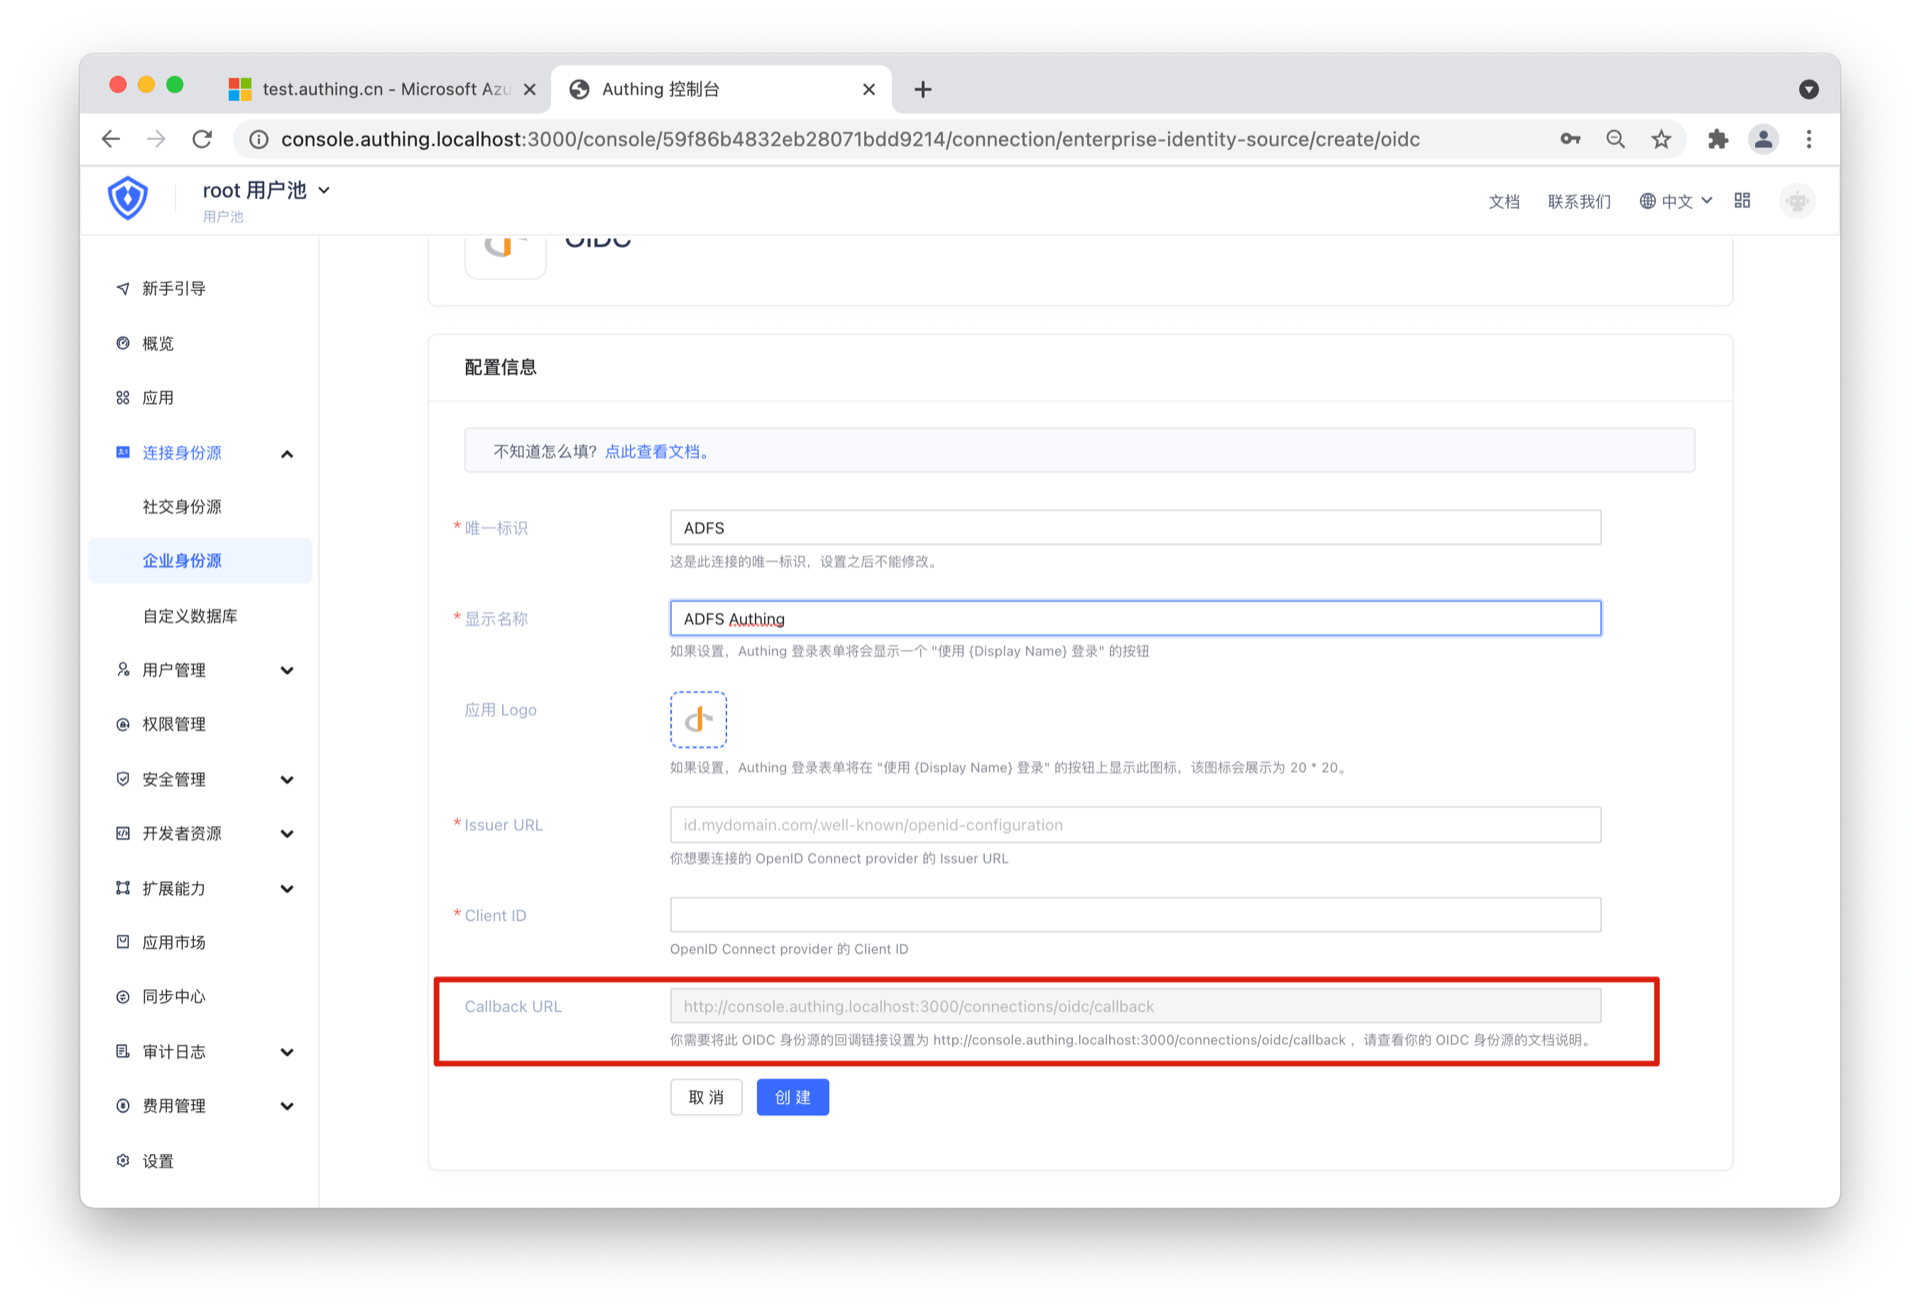 test.authing.cn - Microsoft Azu
Authing 控制台
console.authing.localhost:3000/console/59f86b4832eb28071bdd9214/connection/enterprise-identity-source/create/oidc
root 用户池
用户池
文档
联系我们
中文
新手引导
概览
应用
连接身份源
社交身份源
企业身份源
自定义数据库
用户管理
权限管理
安全管理
开发者资源
扩展能力
应用市场
同步中心
审计日志
费用管理
设置
OIDC
配置信息
不知道怎么填? 点此查看文档。
* 唯一标识
ADFS
这是此连接的唯一标识，设置之后不能修改。
* 显示名称
ADFS Authing
如果设置，Authing 登录表单将会显示一个 "使用 {Display Name} 登录" 的按钮
应用 Logo
如果设置，Authing 登录表单将在 "使用 {Display Name} 登录" 的按钮上显示此图标，该图标会展示为 20 * 20。
* Issuer URL
id.mydomain.com/.well-known/openid-configuration
你想要连接的 OpenID Connect provider 的 Issuer URL
* Client ID
OpenID Connect provider 的 Client ID
Callback URL
http://console.authing.localhost:3000/connections/oidc/callback
你需要将此 OIDC 身份源的回调链接设置为 http://console.authing.localhost:3000/connections/oidc/callback ，请查看你的 OIDC 身份源的文档说明。
取 消
创 建